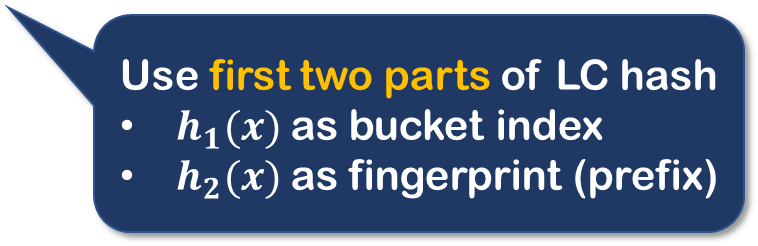 Use first two parts of LC hash
• h₁(x) as bucket index
• h₂(x) as fingerprint (prefix)